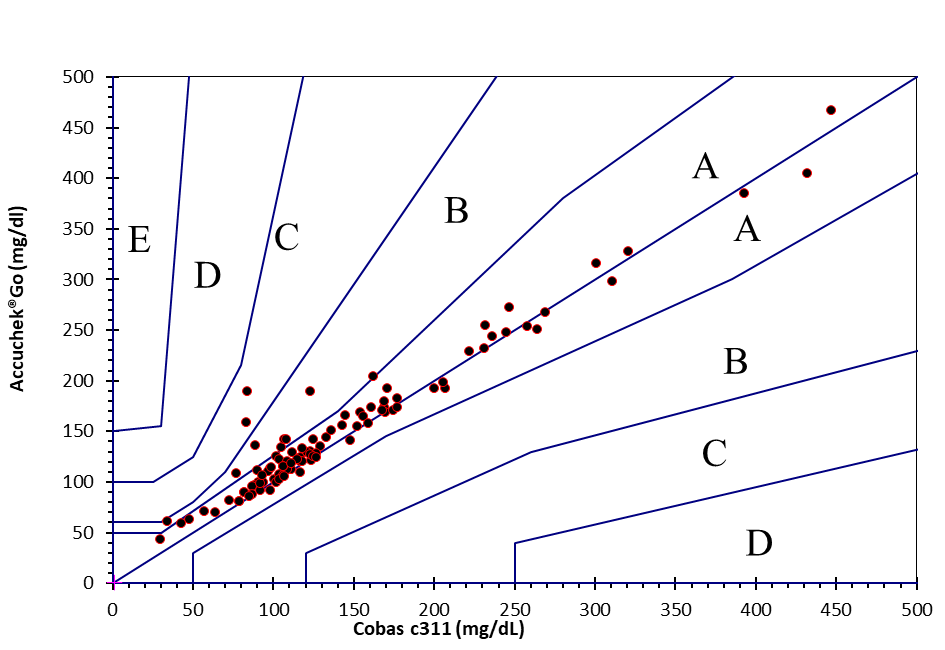 500
450
400
350
300
250
200
150
100
50
0
Accuchek®Go (mg/dl)
E
D
C
B
A
A
B
C
D
0 50 100 150 200 250 300 350 400 450 500
Cobas c311 (mg/dL)